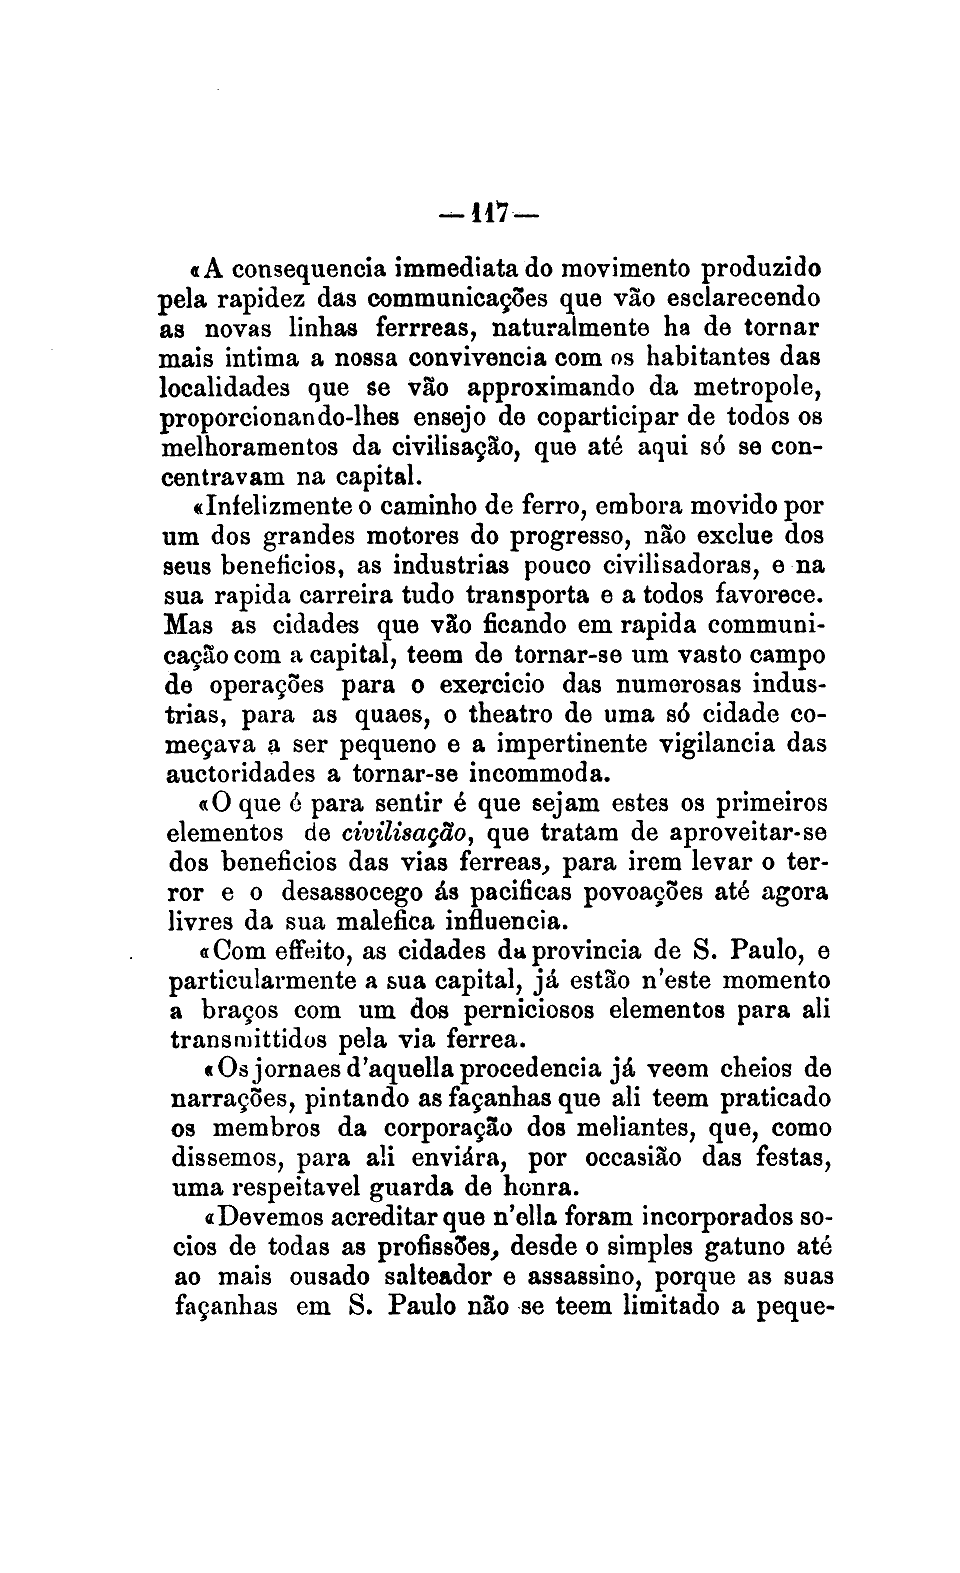 —117—
«A consequencia immediata do movimento produzido
pela rapidez das communicações que vão esclarecendo
as novas linhas ferrreas, naturalmente ha de tornar
mais intima a nossa convivencia com os habitantes das
localidades que se vão approximando da metropole,
proporcionando-lhes ensejo de coparticipar de todos os
melhoramentos da civilisação, que até aqui só se con-
centravam na capital.
«Infelizmente o caminho de ferro, embora movido por
um dos grandes motores do progresso, não exclue dos
seus beneficios, as industrias pouco civilisadoras, e na
sua rapida carreira tudo transporta e a todos favorece.
Mas as cidades que vão ficando em rapida communi-
cação com a capital, teem de tornar-se um vasto campo
de operações para o exercicio das numerosas indus-
trias, para as quaes, o theatro de uma só cidade co-
meçava a ser pequeno e a impertinente vigilancia das
auctoridades a tornar-se incommoda.
«O que é para sentir é que sejam estes os primeiros
elementos de civilisação, que tratam de aproveitar-se
dos beneficios das vias ferreas, para irem levar o ter-
ror e o desassocego ás pacificas povoações até agora
livres da sua malefica influencia.
«Com effeito, as cidades da provincia de S. Paulo, e
particularmente a sua capital, já estão n'este momento
a braços com um dos perniciosos elementos para ali
transmittidos pela via ferrea.
«Os jornaes d'aquella procedencia já veem cheios de
narrações, pintando as façanhas que ali teem praticado
os membros da corporação dos meliantes, que, como
dissemos, para ali enviára, por occasião das festas,
uma respeitavel guarda de honra.
«Devemos acreditar que n'ella foram incorporados so-
cios de todas as profissões, desde o simples gatuno até
ao mais ousado salteador e assassino, porque as suas
façanhas em S. Paulo não se teem limitado a peque-